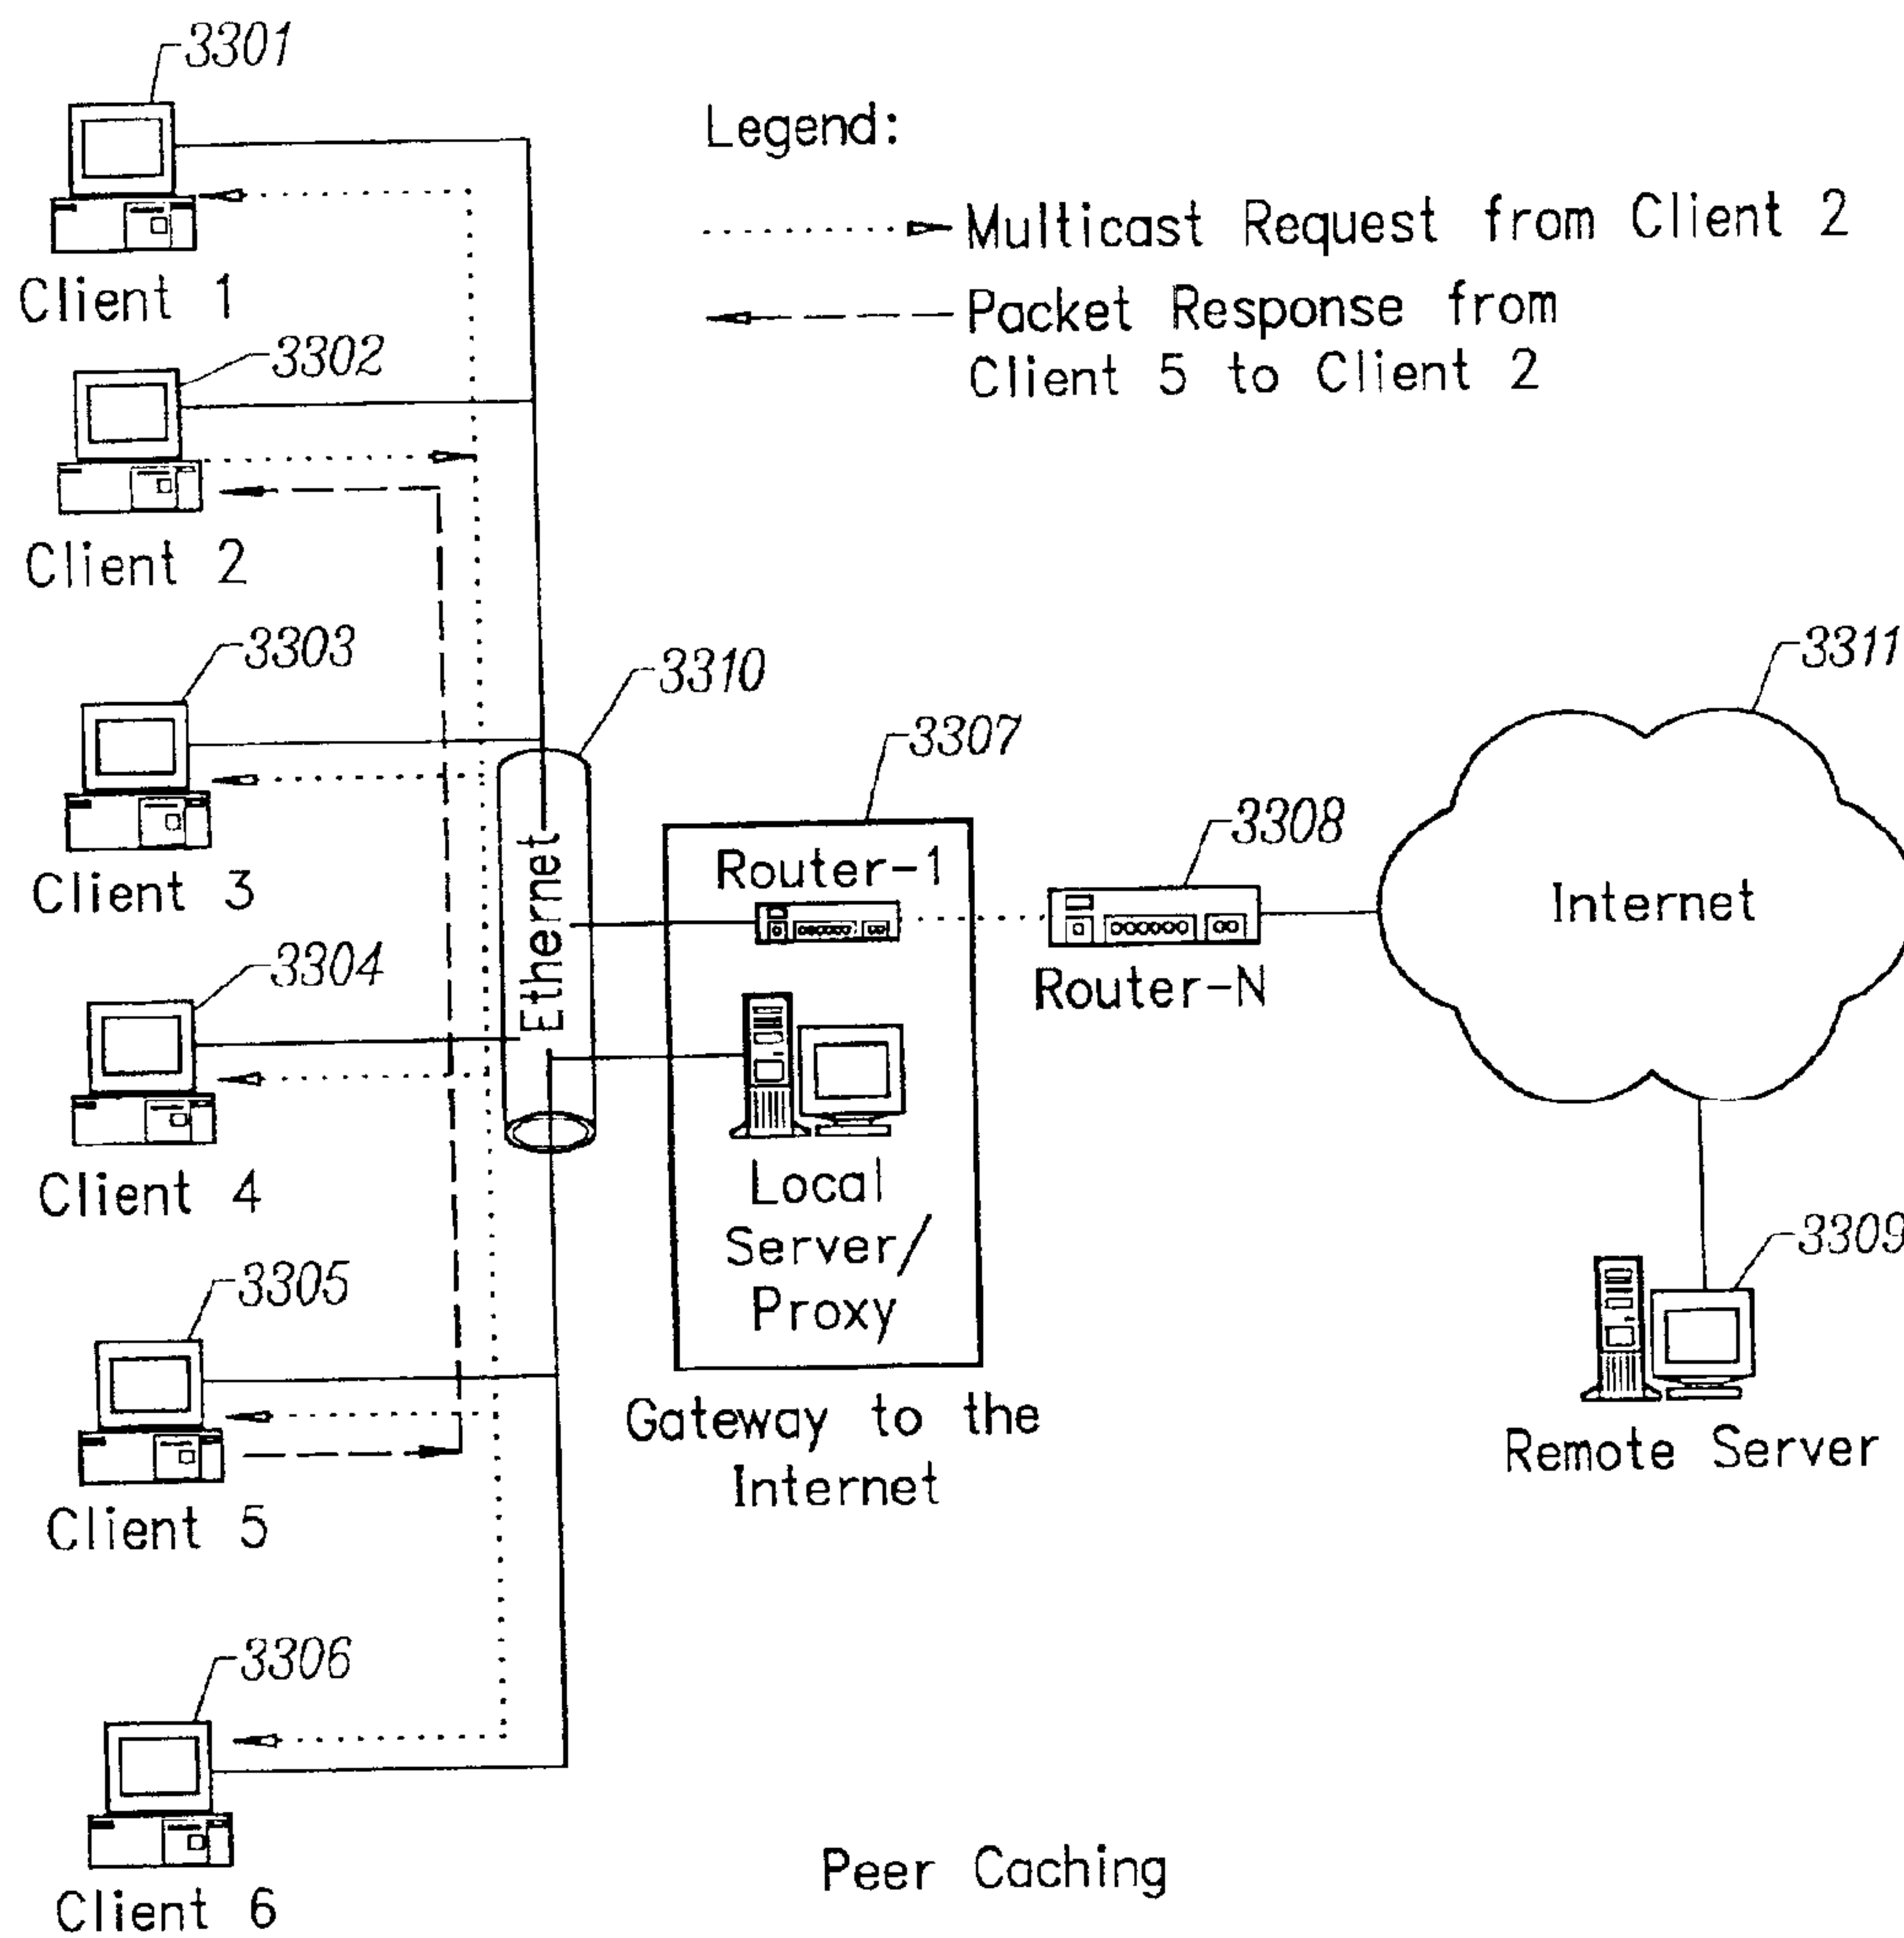 3301
Client 1
Legend:
Multicast Request from Client 2
Packet Response from
Client 5 to Client 2
3302
Client 2
3303
Client 3
3310
3307
3308
3311
Ethernet
Router-1
Router-N
Internet
3304
Client 4
Local
Server/
Proxy
3309
Remote Server
3305
Client 5
Gateway to the
Internet
3306
Client 6
Peer Caching